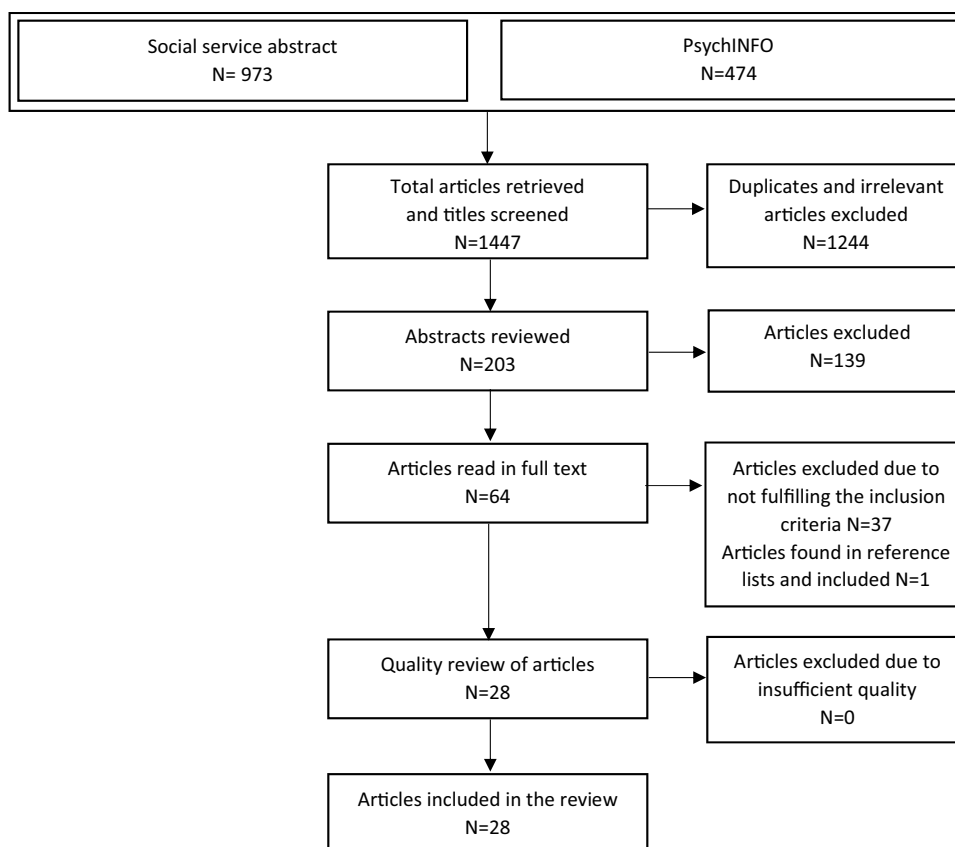 Social service abstract
N= 973
PsychINFO
N=474
Total articles retrieved
and titles screened
N=1447
Duplicates and irrelevant
articles excluded
N=1244
Abstracts reviewed
N=203
Articles excluded
N=139
Articles read in full text
N=64
Articles excluded due to
not fulfilling the inclusion
criteria N=37
Articles found in reference
lists and included N=1
Quality review of articles
N=28
Articles excluded due to
insufficient quality
N=0
Articles included in the review
N=28